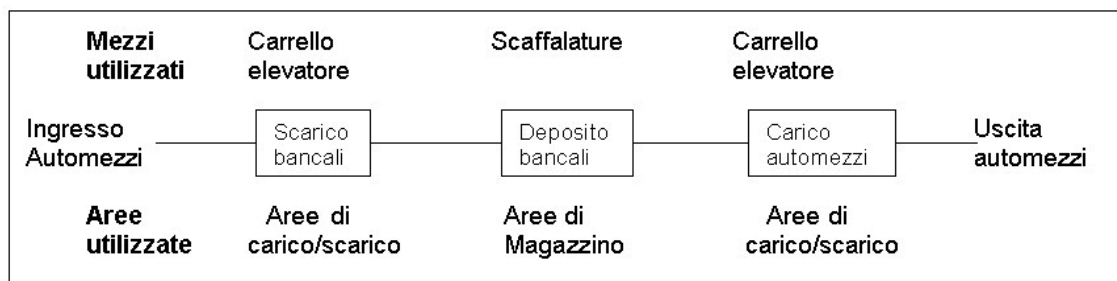 Mezzi
utilizzati
Carrello
elevatore
Scaffalature
Carrello
elevatore
Ingresso
Automezzi
Scarico
bancali
Deposito
bancali
Carico
automezzi
Uscita
automezzi
Aree
utilizzate
Aree di
carico/scarico
Aree di
Magazzino
Aree di
carico/scarico